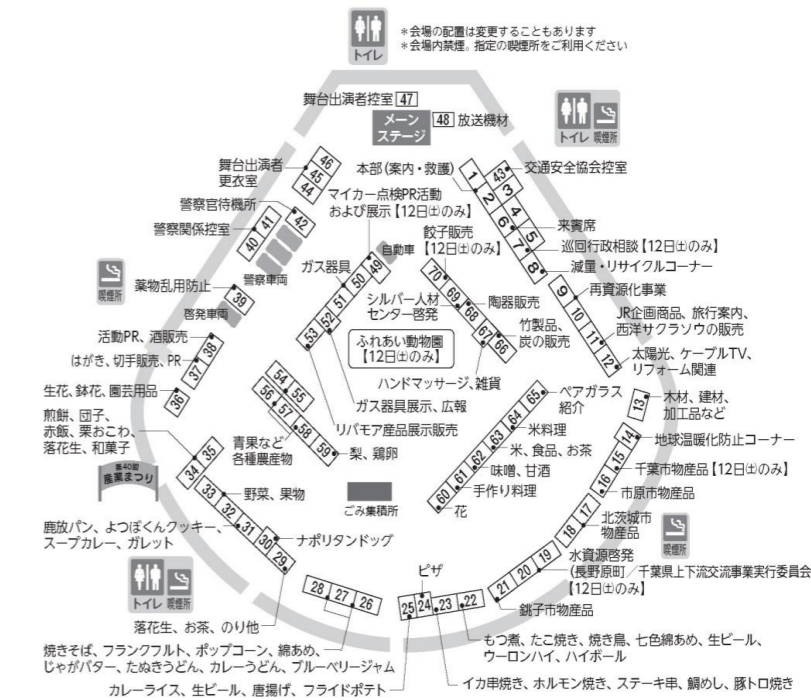 トイレ
*会場の配置は変更することもあります
*会場内禁煙。指定の喫煙所をご利用ください
舞台出演者控室 47
メーン
ステージ
48 放送機材
トイレ 喫煙所
舞台出演者
更衣室
46
45
44
本部(案内・救護)
1
2
43
3
交通安全協会控室
4
5
6
来賓席
7
巡回行政相談【12日㊏のみ】
8
減量・リサイクルコーナー
マイカー点検PR活動
および展示【12日㊏のみ】
警察官待機所
42
警察関係控室
41
40
警察車両
餃子販売
【12日㊏のみ】
自動車
49
50
51
52
53
ガス器具
70
69
68
67
66
シルバー人材
センター啓発
陶器販売
竹製品、
炭の販売
9
再資源化事業
10
11
JR企画商品、旅行案内、
西洋サクラソウの販売
12
太陽光、ケーブルTV、
リフォーム関連
喫煙所
薬物乱用防止
39
啓発車両
活動PR、酒販売
38
はがき、切手販売、PR
37
ふれあい動物園
【12日㊏のみ】
ハンドマッサージ、雑貨
ガス器具展示、広報
リバモア産品展示販売
生花、鉢花、園芸用品
36
54
55
56
57
58
59
青果など
各種農産物
梨、鶏卵
65
ペアガラス
紹介
64
米料理
63
米、食品、お茶
62
味噌、甘酒
61
手作り料理
60
花
13
木材、建材、
加工品など
14
地球温暖化防止コーナー
15
千葉市物産品【12日㊏のみ】
16
市原市物産品
17
18
北茨城市
物産品
喫煙所
煎餅、団子、
赤飯、栗おこわ、
落花生、和菓子
35
34
第40回
産業まつり
33
野菜、果物
32
31
鹿放パン、よつぼくんクッキー、
スープカレー、ガレット
30
ナポリタンドッグ
29
ごみ集積所
19
20
水資源啓発
(長野原町/千葉県上下流交流事業実行委員会
【12日㊏のみ】
21
銚子市物産品
トイレ 喫煙所
落花生、お茶、のり他
28
27
26
ピザ
25
24
23
22
焼きそば、フランクフルト、ポップコーン、綿あめ、
じゃがバター、たぬきうどん、カレーうどん、ブルーベリージャム
もつ煮、たこ焼き、焼き鳥、七色綿あめ、生ビール、
ウーロンハイ、ハイボール
カレーライス、生ビール、唐揚げ、フライドポテト
イカ串焼き、ホルモン焼き、ステーキ串、鯛めし、豚トロ焼き